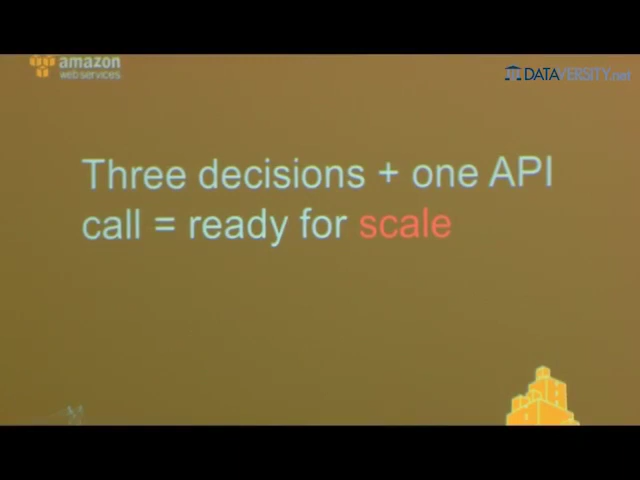 amazon
web services
DATAVERSITY.net
Three decisions + one API
call = ready for scale